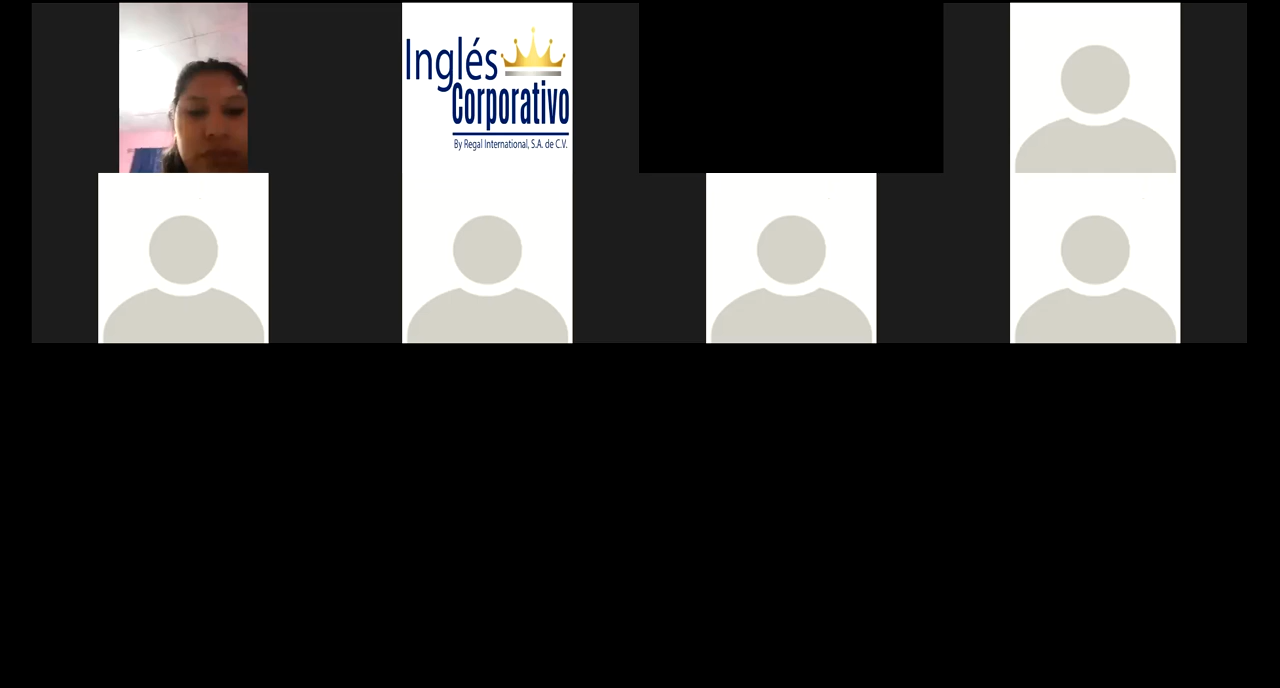 Inglés
Corporativo
By Regal International, S.A. de C.V.